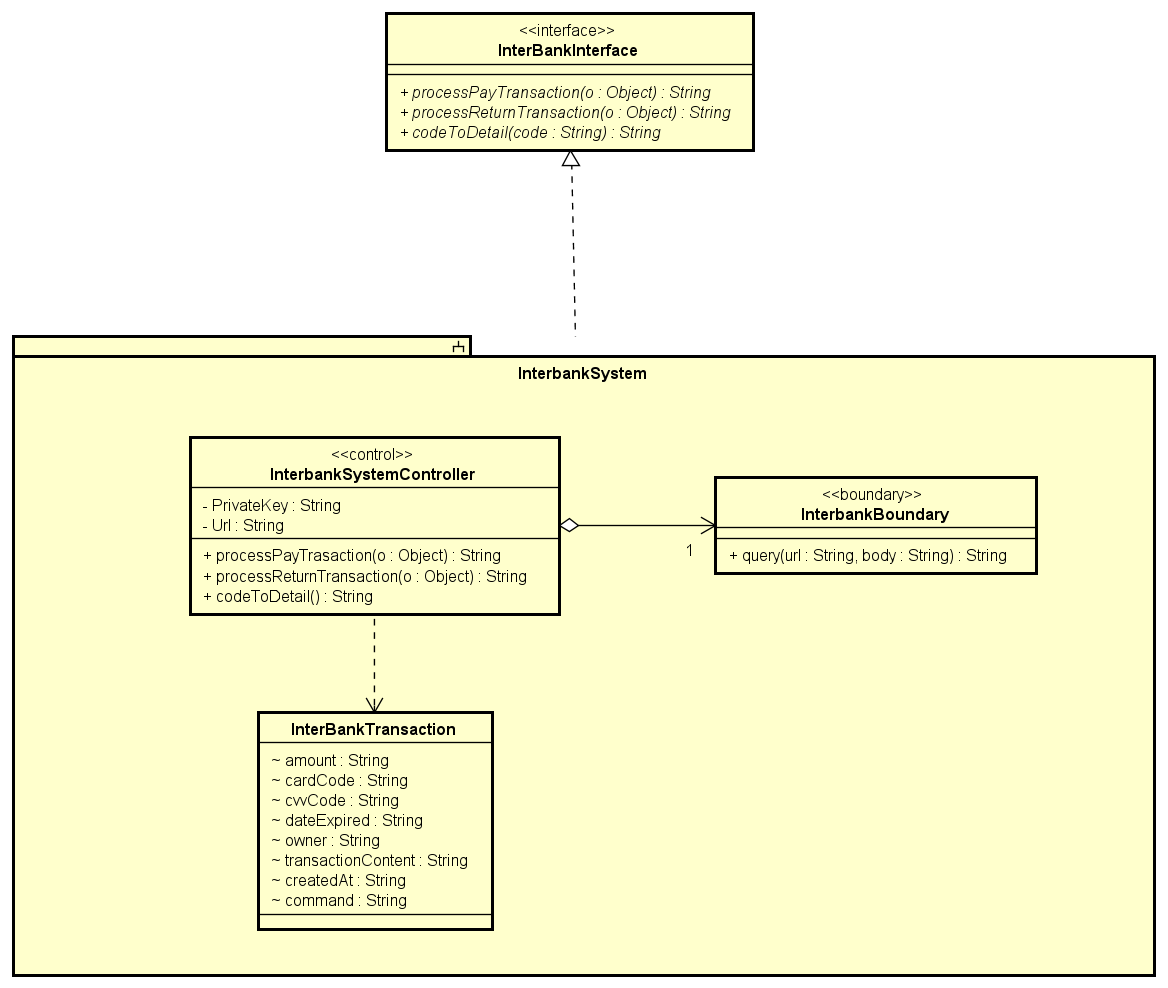 <<interface>>
InterBankInterface
+ processPayTransaction(o : Object) : String
+ processReturnTransaction(o : Object) : String
+ codeToDetail(code : String) : String
InterbankSystem
<<control>>
InterbankSystemController
- PrivateKey : String
- Url : String
+ processPayTrasaction(o : Object) : String
+ processReturnTransaction(o : Object) : String
+ codeToDetail() : String
1
<<boundary>>
InterbankBoundary
+ query(url : String, body : String) : String
InterBankTransaction
~ amount : String
~ cardCode : String
~ cvvCode : String
~ dateExpired : String
~ owner : String
~ transactionContent : String
~ createdAt : String
~ command : String